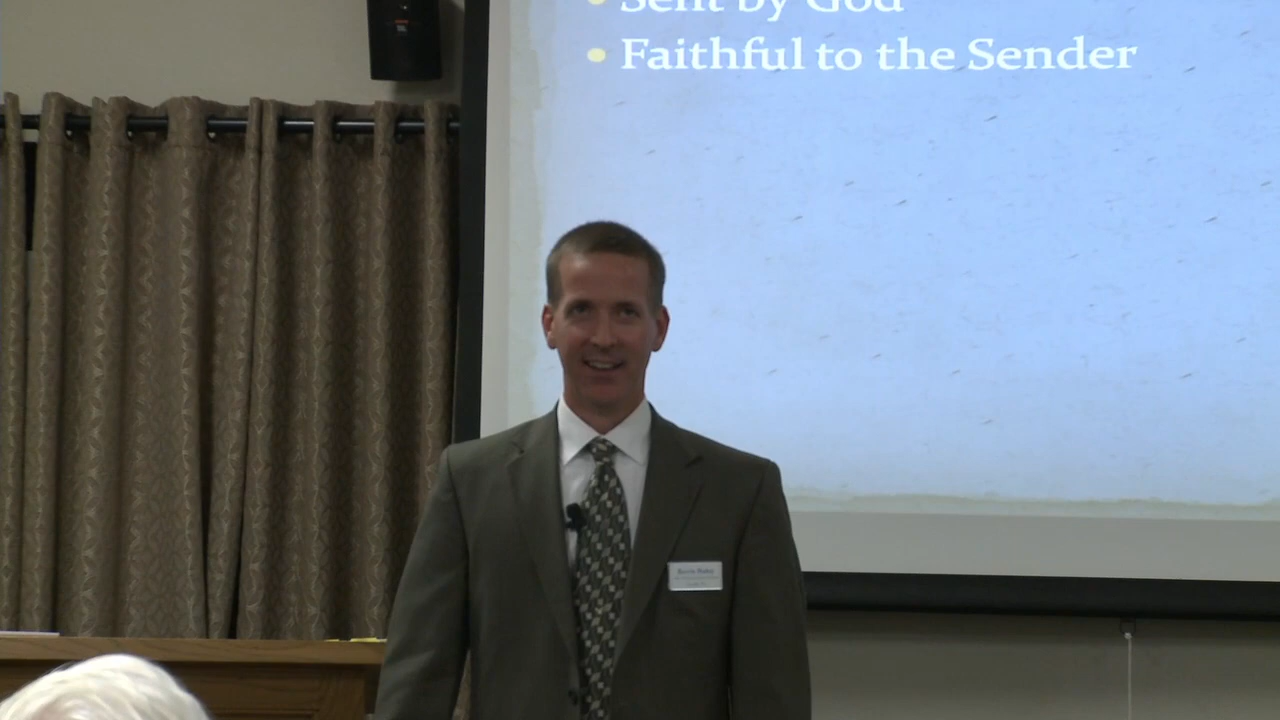 • Sent by God
• Faithful to the Sender